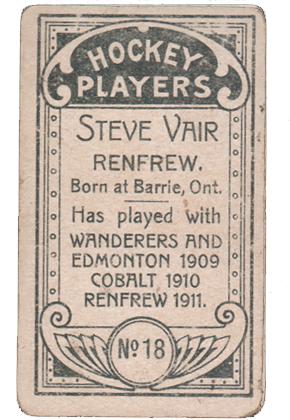 HOCKEY
PLAYERS
STEVE VAIR
RENFREW.
Born at Barrie, Ont.
Has played with
WANDERERS AND
EDMONTON 1909
COBALT 1910
RENFREW 1911.
No. 18